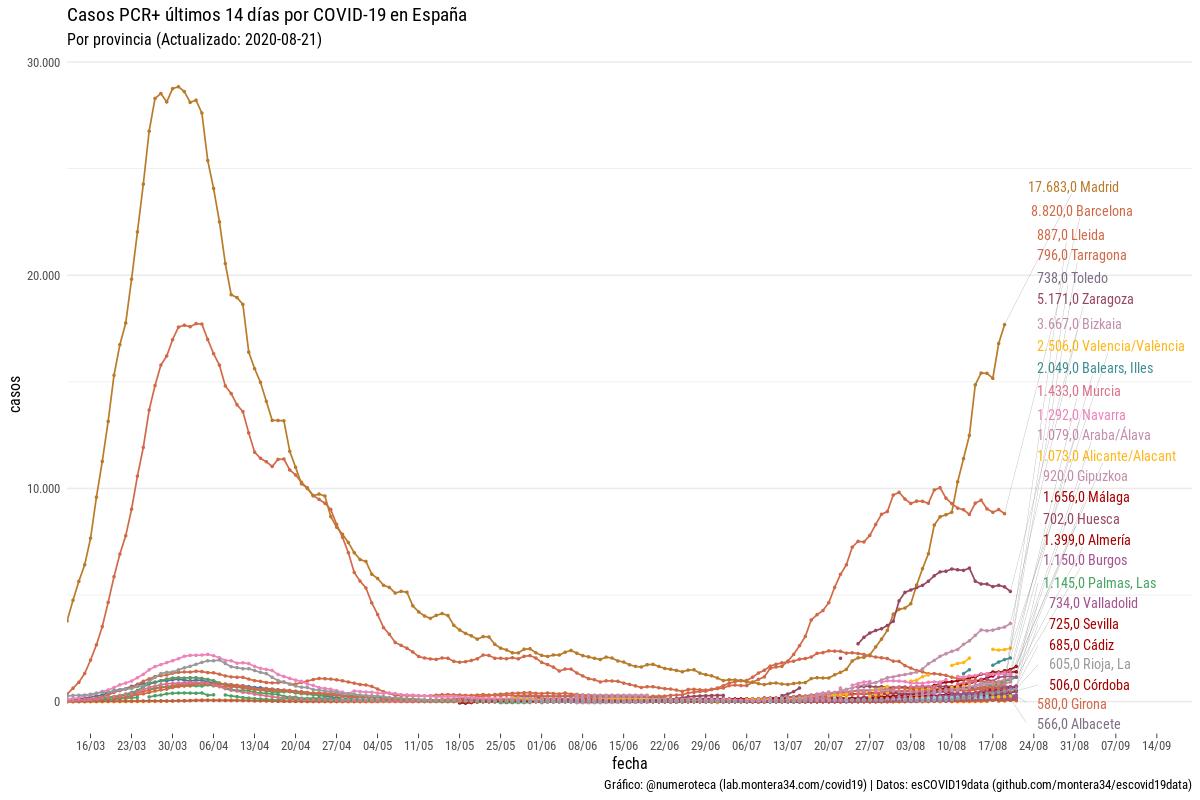 Casos PCR+ últimos 14 días por COVID-19 en España
Por provincia (Actualizado: 2020-08-21)
30.000
20.000
10.000
0
casos
17.683,0 Madrid
8.820,0 Barcelona
887,0 Lleida
796,0 Tarragona
738,0 Toledo
5.171,0 Zaragoza
3.667,0 Bizkaia
2.506,0 Valencia/València
2.049,0 Balears, Illes
1.433,0 Murcia
1.292,0 Navarra
1.079,0 Araba/Álava
1.073,0 Alicante/Alacant
920,0 Gipuzkoa
1.656,0 Málaga
702,0 Huesca
1.399,0 Almería
1.150,0 Burgos
1.145,0 Palmas, Las
734,0 Valladolid
725,0 Sevilla
685,0 Cádiz
605,0 Rioja, La
506,0 Córdoba
580,0 Girona
566,0 Albacete
16/03 23/03 30/03 06/04 13/04 20/04 27/04 04/05 11/05 18/05 25/05 01/06 08/06 15/06 22/06 29/06 06/07 13/07 20/07 27/07 03/08 10/08 17/08 24/08 31/08 07/09 14/09
fecha
Gráfico: @numeroteca (lab.montera34.com/covid19) | Datos: esCOVID19data (github.com/montera34/escovid19data)